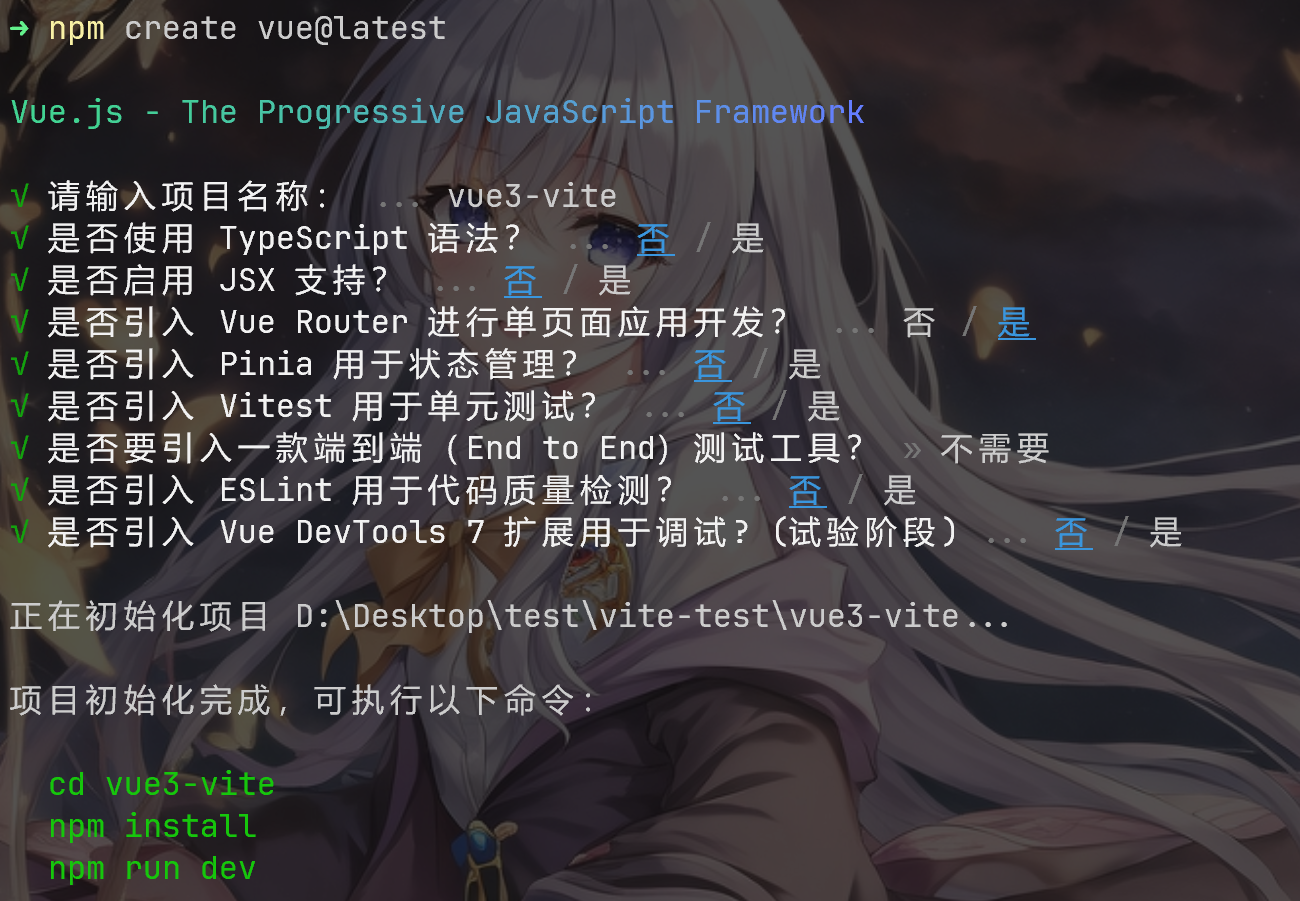 → npm create vue@latest
Vue.js - The Progressive JavaScript Framework
√ 请输入项目名称： ... vue3-vite
√ 是否使用 TypeScript 语法？ ... 否 / 是
√ 是否启用 JSX 支持？ ... 否 / 是
√ 是否引入 Vue Router 进行单页面应用开发？ ... 否 / 是
√ 是否引入 Pinia 用于状态管理？ ... 否 / 是
√ 是否引入 Vitest 用于单元测试？ ... 否 / 是
√ 是否要引入一款端到端（End to End）测试工具？ » 不需要
√ 是否引入 ESLint 用于代码质量检测？ ... 否 / 是
√ 是否引入 Vue DevTools 7 扩展用于调试？(试验阶段) ... 否 / 是
正在初始化项目 D:\Desktop\test\vite-test\vue3-vite...
项目初始化完成，可执行以下命令：
cd vue3-vite
npm install
npm run dev